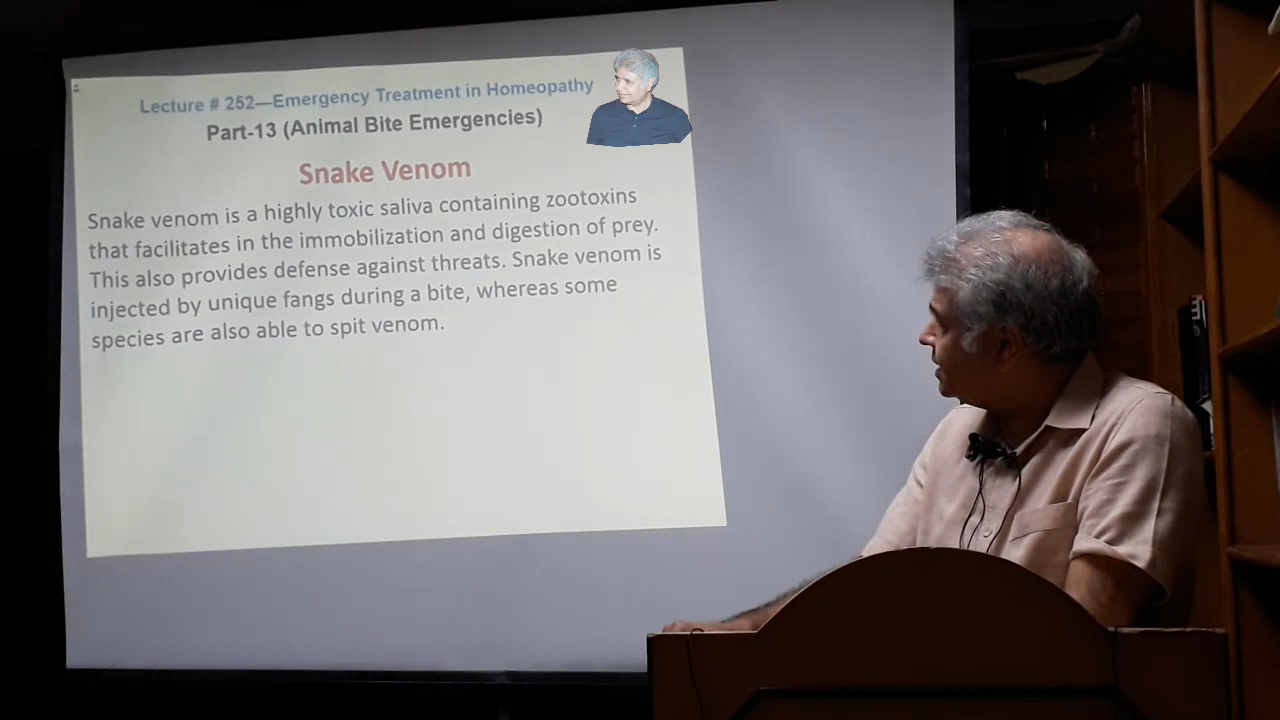 Lecture # 252—Emergency Treatment in Homeopathy
Part-13 (Animal Bite Emergencies)
Snake Venom
Snake venom is a highly toxic saliva containing zootoxins
that facilitates in the immobilization and digestion of prey.
This also provides defense against threats. Snake venom is
injected by unique fangs during a bite, whereas some
species are also able to spit venom.